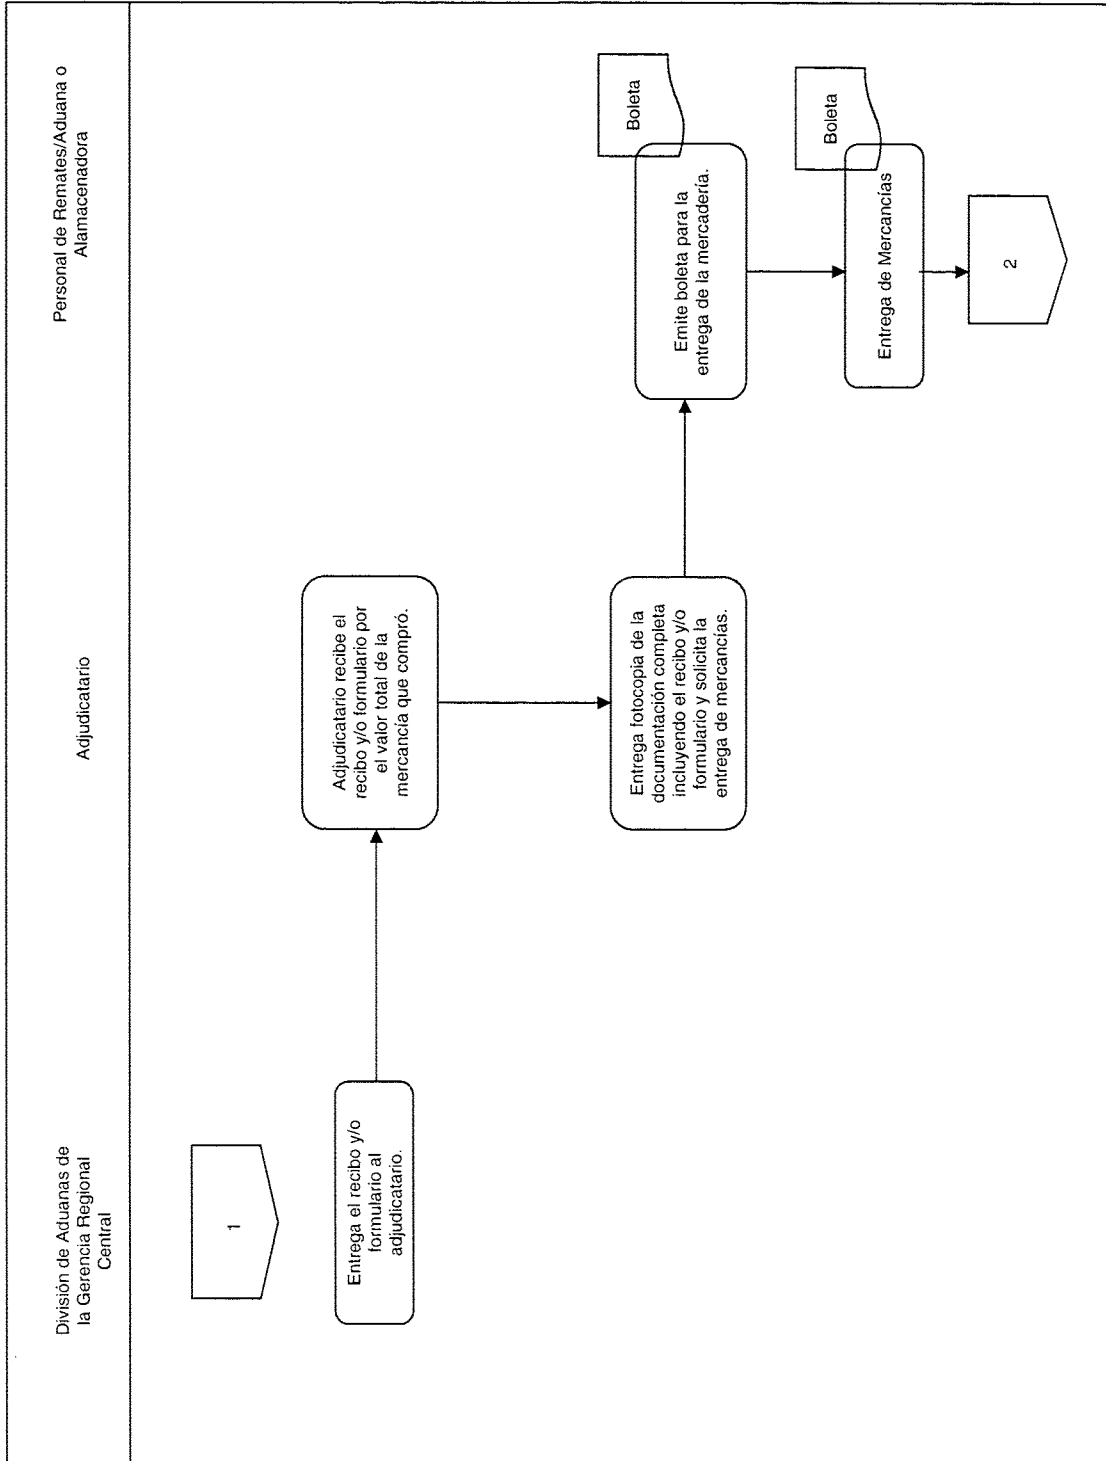 División de Aduanas de
la Gerencia Regional
Central
Adjudicatario
Personal de Remates/Aduana o
Alamacenadora
1
Entrega el recibo y/o
formulario al
adjudicatario.
Adjudicatario recibe el
recibo y/o formulario por
el valor total de la
mercancía que compró.
Entrega fotocopia de la
documentación completa
incluyendo el recibo y/o
formulario y solicita la
entrega de mercancías.
Boleta
Emite boleta para la
entrega de la mercadería.
Boleta
Entrega de Mercancías
2